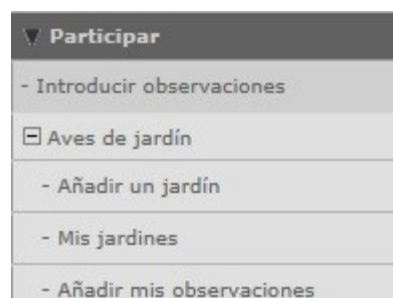 Participar
- Introducir observaciones
Aves de jardín
- Añadir un jardín
- Mis jardines
- Añadir mis observaciones